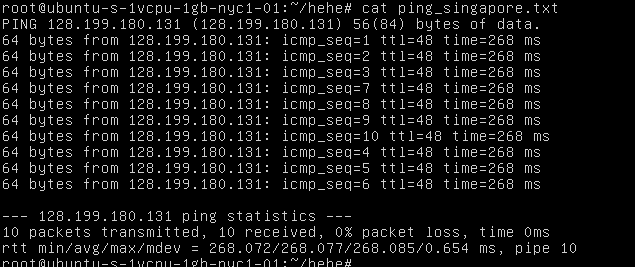 root@ubuntu-s-1vcpu-1gb-nyc1-01:~/hehe# cat ping_singapore.txt
PING 128.199.180.131 (128.199.180.131) 56(84) bytes of data.
64 bytes from 128.199.180.131: icmp_seq=1 ttl=48 time=268 ms
64 bytes from 128.199.180.131: icmp_seq=2 ttl=48 time=268 ms
64 bytes from 128.199.180.131: icmp_seq=3 ttl=48 time=268 ms
64 bytes from 128.199.180.131: icmp_seq=7 ttl=48 time=268 ms
64 bytes from 128.199.180.131: icmp_seq=8 ttl=48 time=268 ms
64 bytes from 128.199.180.131: icmp_seq=9 ttl=48 time=268 ms
64 bytes from 128.199.180.131: icmp_seq=10 ttl=48 time=268 ms
64 bytes from 128.199.180.131: icmp_seq=4 ttl=48 time=268 ms
64 bytes from 128.199.180.131: icmp_seq=5 ttl=48 time=268 ms
64 bytes from 128.199.180.131: icmp_seq=6 ttl=48 time=268 ms

--- 128.199.180.131 ping statistics ---
10 packets transmitted, 10 received, 0% packet loss, time 0ms
rtt min/avg/max/mdev = 268.072/268.077/268.085/0.654 ms, pipe 10
root@ubuntu-s-1vcpu-1gb-nyc1-01:~/hehe#